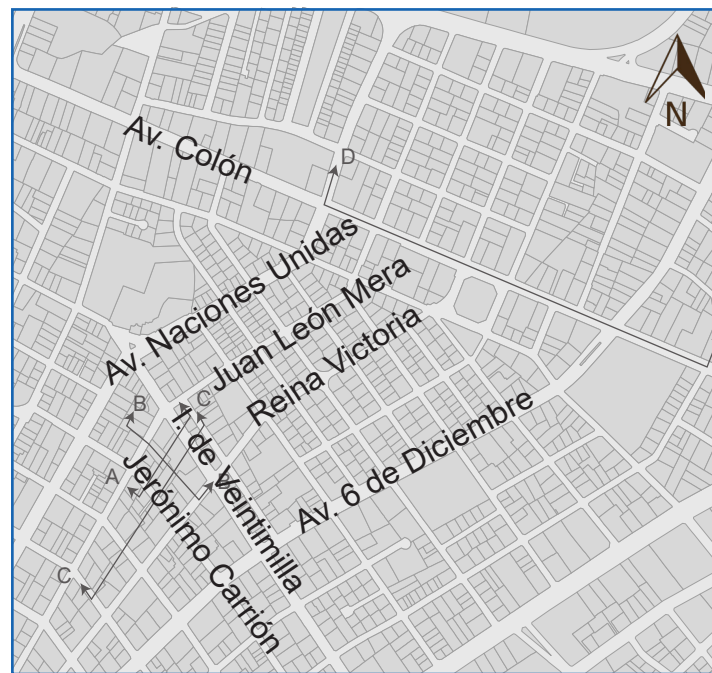 N
Av. Colón
D
Av. Naciones Unidas
Juan León Mera
Reina Victoria
B
C
I. de Veintimilla
Av. 6 de Diciembre
A
Jerónimo Carrión
B
C